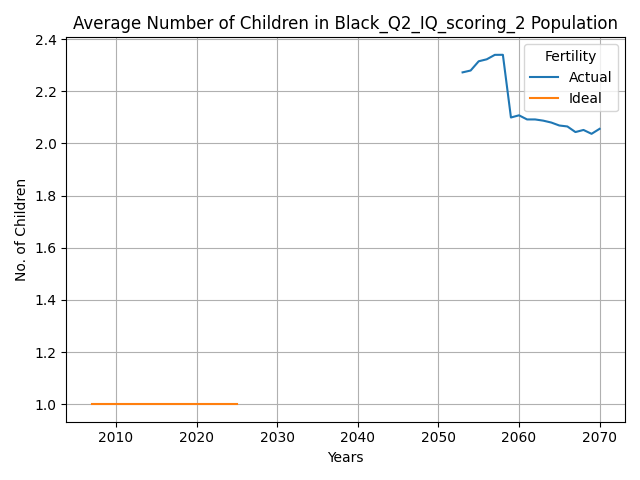 Average Number of Children in Black_Q2_IQ_scoring_2 Population
2.4
2.2
2.0
1.8
1.6
1.4
1.2
1.0
No. of Children
Fertility
Actual
Ideal
2010 2020 2030 2040 2050 2060 2070
Years